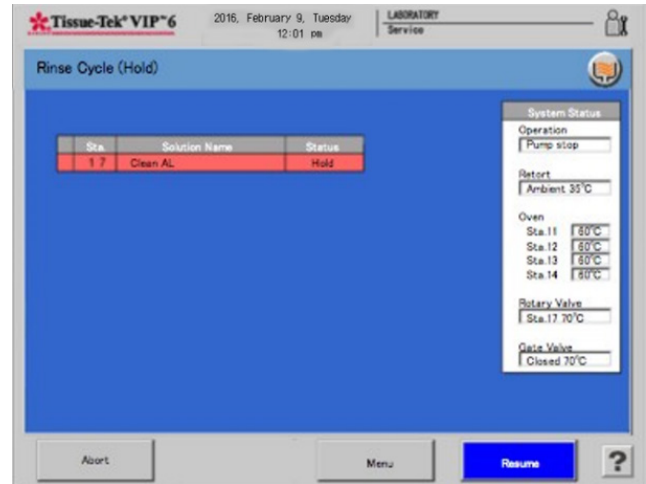 Tissue-Tek® VIP™6
2016, February 9, Tuesday
12:01 pm
LABORATORY
Service
Rinse Cycle (Hold)
Sta. Solution Name Status
17 Clean AL Hold
System Status
Operation
Pump stop
Retort
Ambient 35°C
Oven
Sta.11 60°C
Sta.12 60°C
Sta.13 60°C
Sta.14 60°C
Rotary Valve
Sta.17 70°C
Gate Valve
Closed 70°C
Abort
Menu
Resume
?